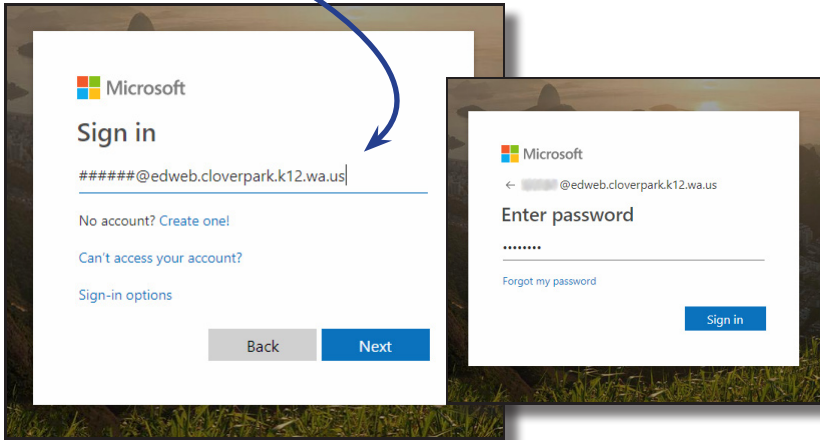 Microsoft
Sign in
######@edweb.cloverpark.k12.wa.us
No account? Create one!
Can't access your account?
Sign-in options
Back
Next
Microsoft
← @edweb.cloverpark.k12.wa.us
Enter password
••••••••
Forgot my password
Sign in